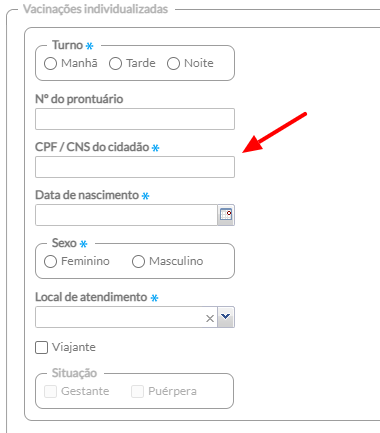 Vacinações individualizadas
Turno *
Manhã Tarde Noite
Nº do prontuário
CPF / CNS do cidadão *
Data de nascimento *
Sexo *
Feminino Masculino
Local de atendimento *
Viajante
Situação
Gestante Puérpera